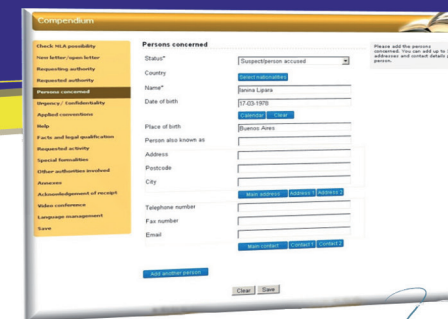 Compendium
Check MLA possibility
New letter/open letter
Requesting authority
Requested authority
Persons concerned
Urgency / Confidentiality
Applied conventions
Help
Facts and legal qualification
Requested activity
Special formalities
Other authorities involved
Annexes
Acknowledgement of receipt
Video conference
Language management
Save
Persons concerned
Status* Suspect/person accused
Country Select nationalities
Name* Lipara
Date of birth 17-03-1978
Calendar Clear
Place of birth Buenos Aires
Person also known as
Address
Postcode
City
Main address Address 1 Address 2
Telephone number
Fax number
Email
Main contact Contact 1 Contact 2
Add another person
Clear Save
Please add the persons
concerned. You can add up to
addresses and contact details
person.